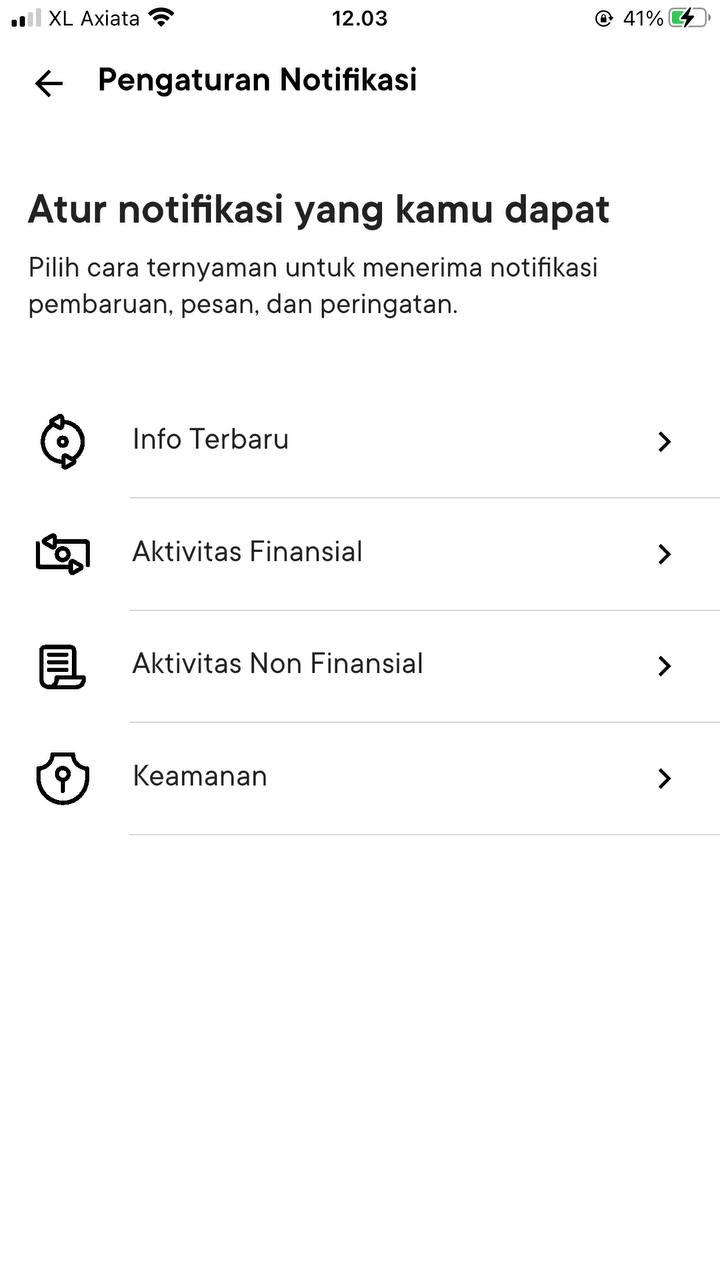 XL Axiata 12.03 41%
Pengaturan Notifikasi
Atur notifikasi yang kamu dapat
Pilih cara ternyaman untuk menerima notifikasi
pembaruan, pesan, dan peringatan.
Info Terbaru
Aktivitas Finansial
Aktivitas Non Finansial
Keamanan